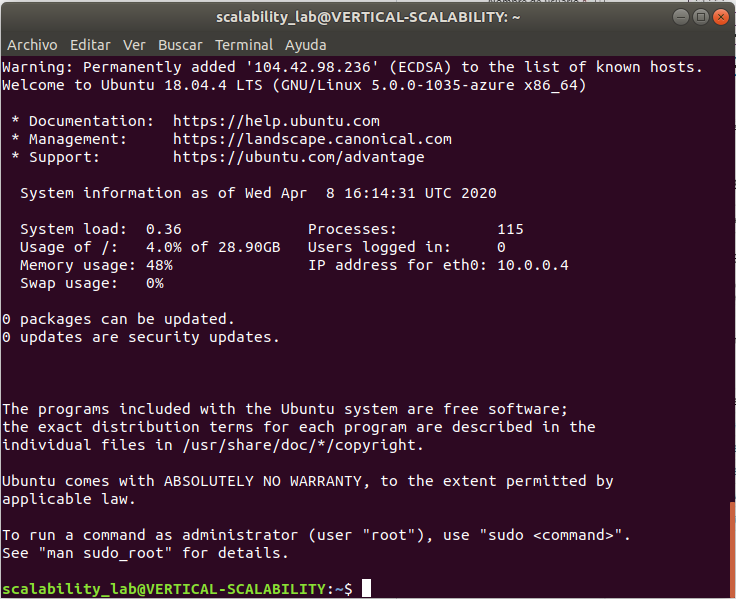 scalability_lab@VERTICAL-SCALABILITY: ~
Archivo Editar Ver Buscar Terminal Ayuda
Warning: Permanently added '104.42.98.236' (ECDSA) to the list of known hosts.
Welcome to Ubuntu 18.04.4 LTS (GNU/Linux 5.0.0-1035-azure x86_64)
 * Documentation:  https://help.ubuntu.com
 * Management:     https://landscape.canonical.com
 * Support:        https://ubuntu.com/advantage
  System information as of Wed Apr  8 16:14:31 UTC 2020
  System load:  0.36              Processes:           115
  Usage of /:   4.0% of 28.90GB   Users logged in:     0
  Memory usage: 48%               IP address for eth0: 10.0.0.4
  Swap usage:   0%
0 packages can be updated.
0 updates are security updates.
The programs included with the Ubuntu system are free software;
the exact distribution terms for each program are described in the
individual files in /usr/share/doc/*/copyright.
Ubuntu comes with ABSOLUTELY NO WARRANTY, to the extent permitted by
applicable law.
To run a command as administrator (user "root"), use "sudo <command>".
See "man sudo_root" for details.
scalability_lab@VERTICAL-SCALABILITY:~$